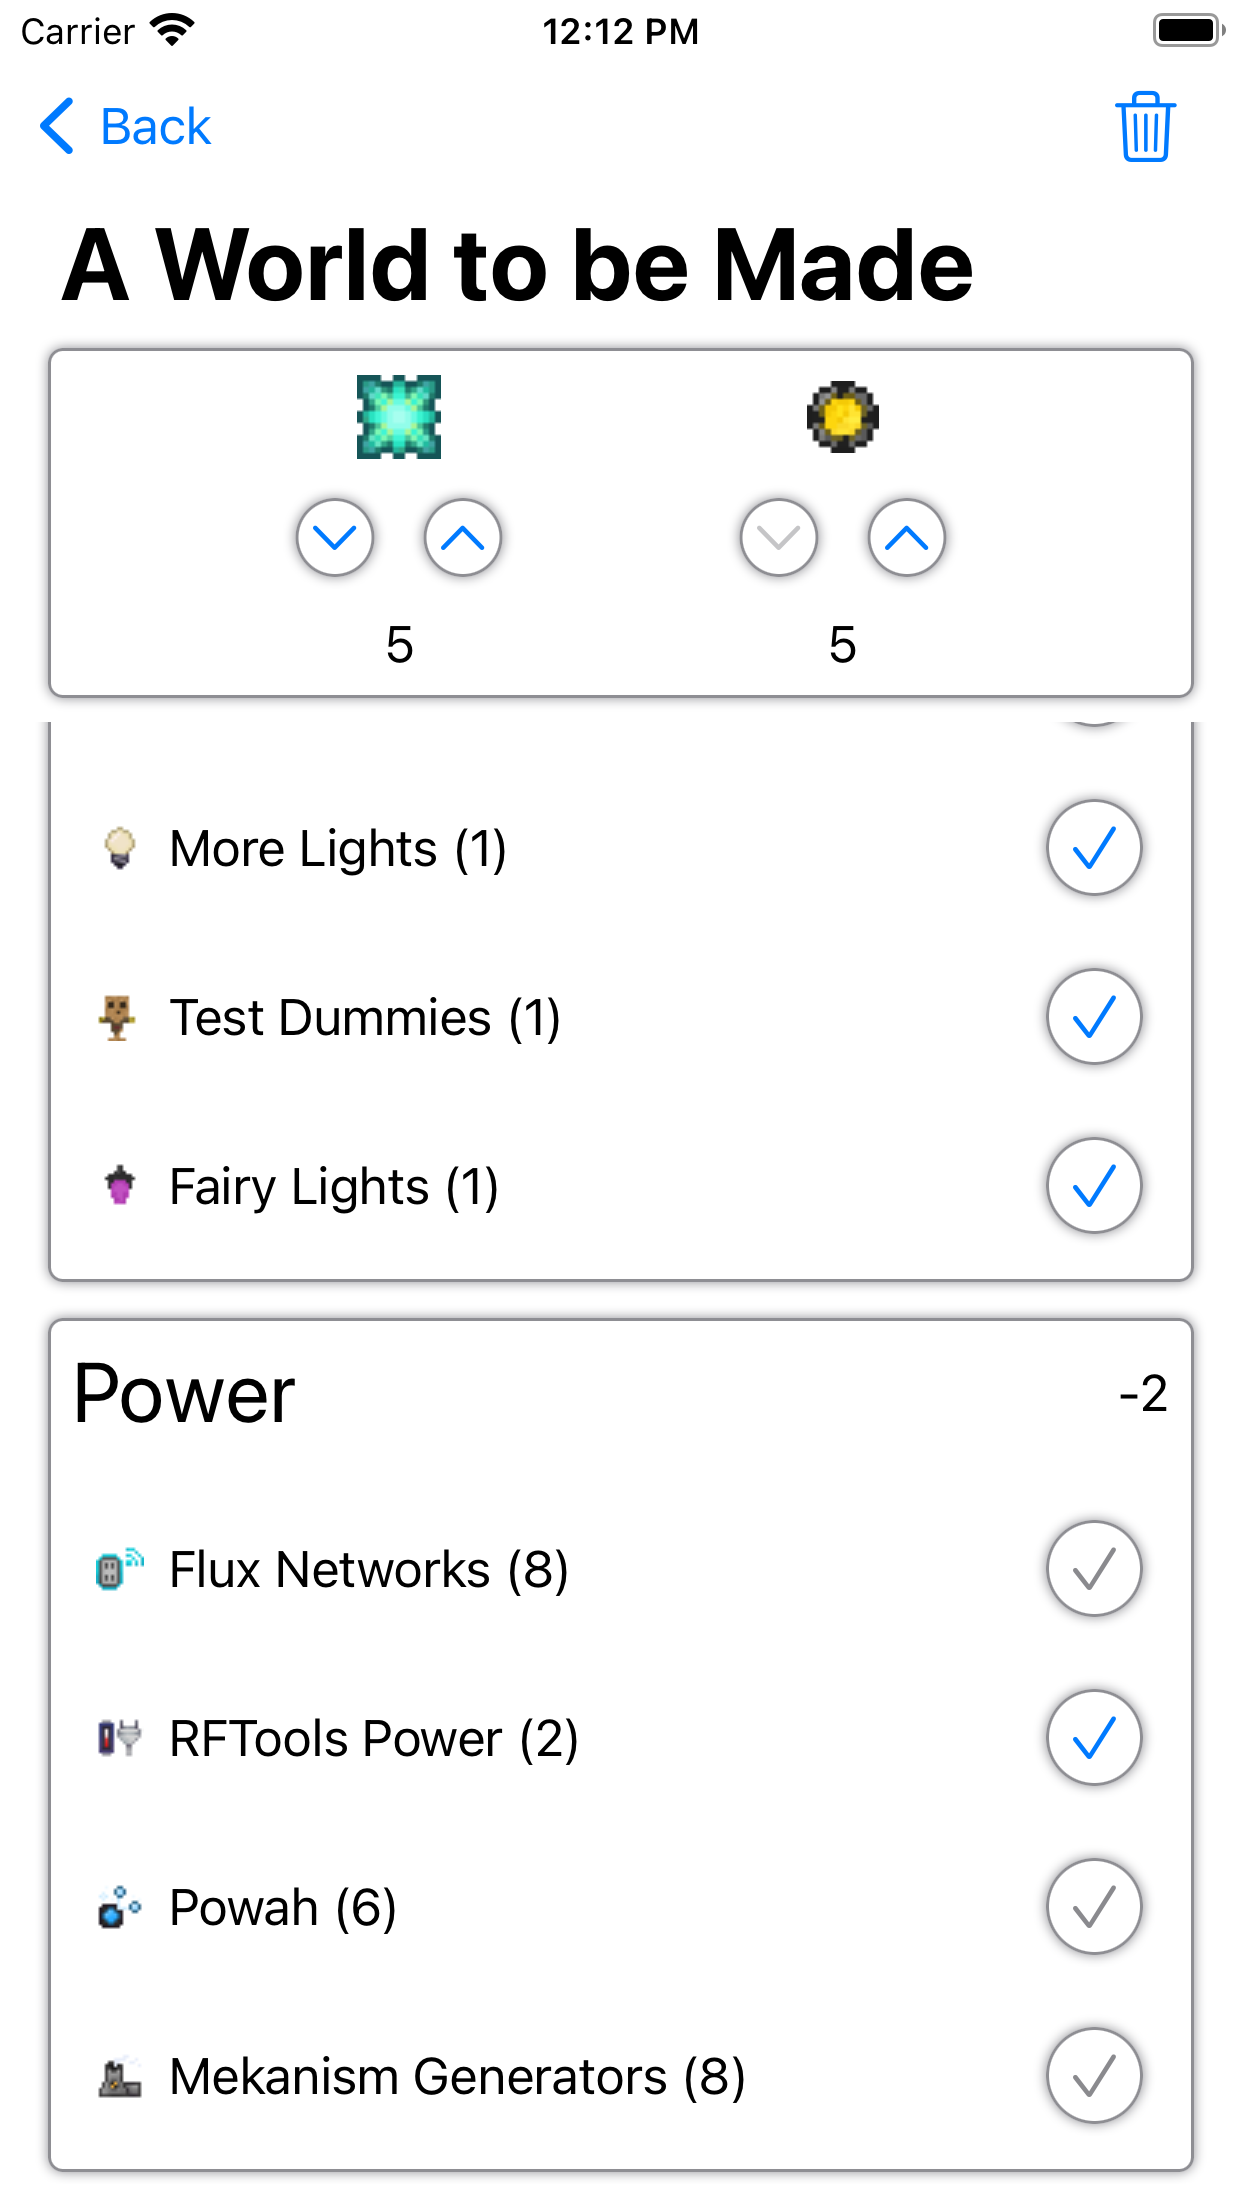 Carrier 12:12 PM
Back
A World to be Made
5 5
More Lights (1)
Test Dummies (1)
Fairy Lights (1)
Power -2
Flux Networks (8)
RFTools Power (2)
Powah (6)
Mekanism Generators (8)